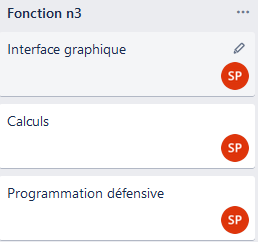 Fonction n3
Interface graphique
SP
Calculs
SP
Programmation défensive
SP